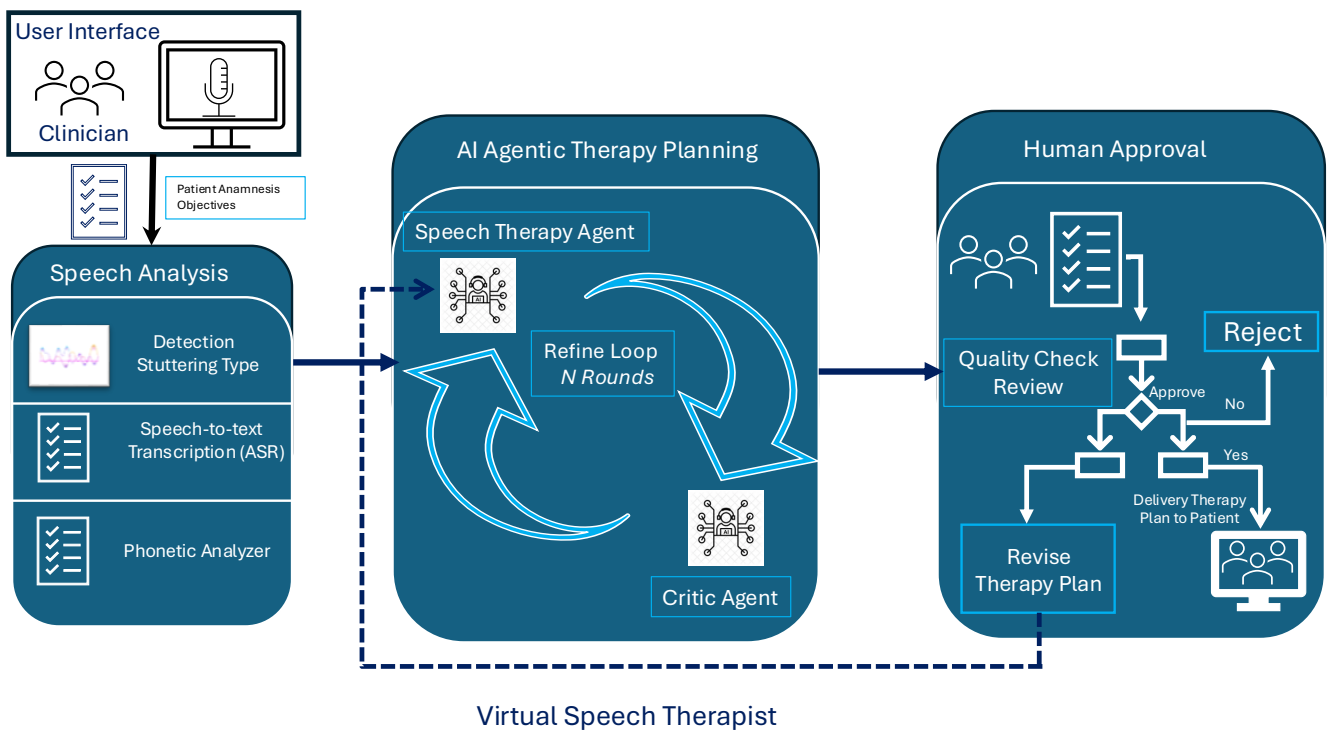 User Interface
Clinician
Patient Anamnesis
Objectives
Speech Analysis
Detection
Stuttering Type
Speech-to-text
Transcription (ASR)
Phonetic Analyzer
AI Agentic Therapy Planning
Speech Therapy Agent
AI
Refine Loop
N Rounds
AI
Critic Agent
Human Approval
Quality Check
Review
Reject
Approve
No
Yes
Delivery Therapy
Plan to Patient
Revise
Therapy Plan
Virtual Speech Therapist